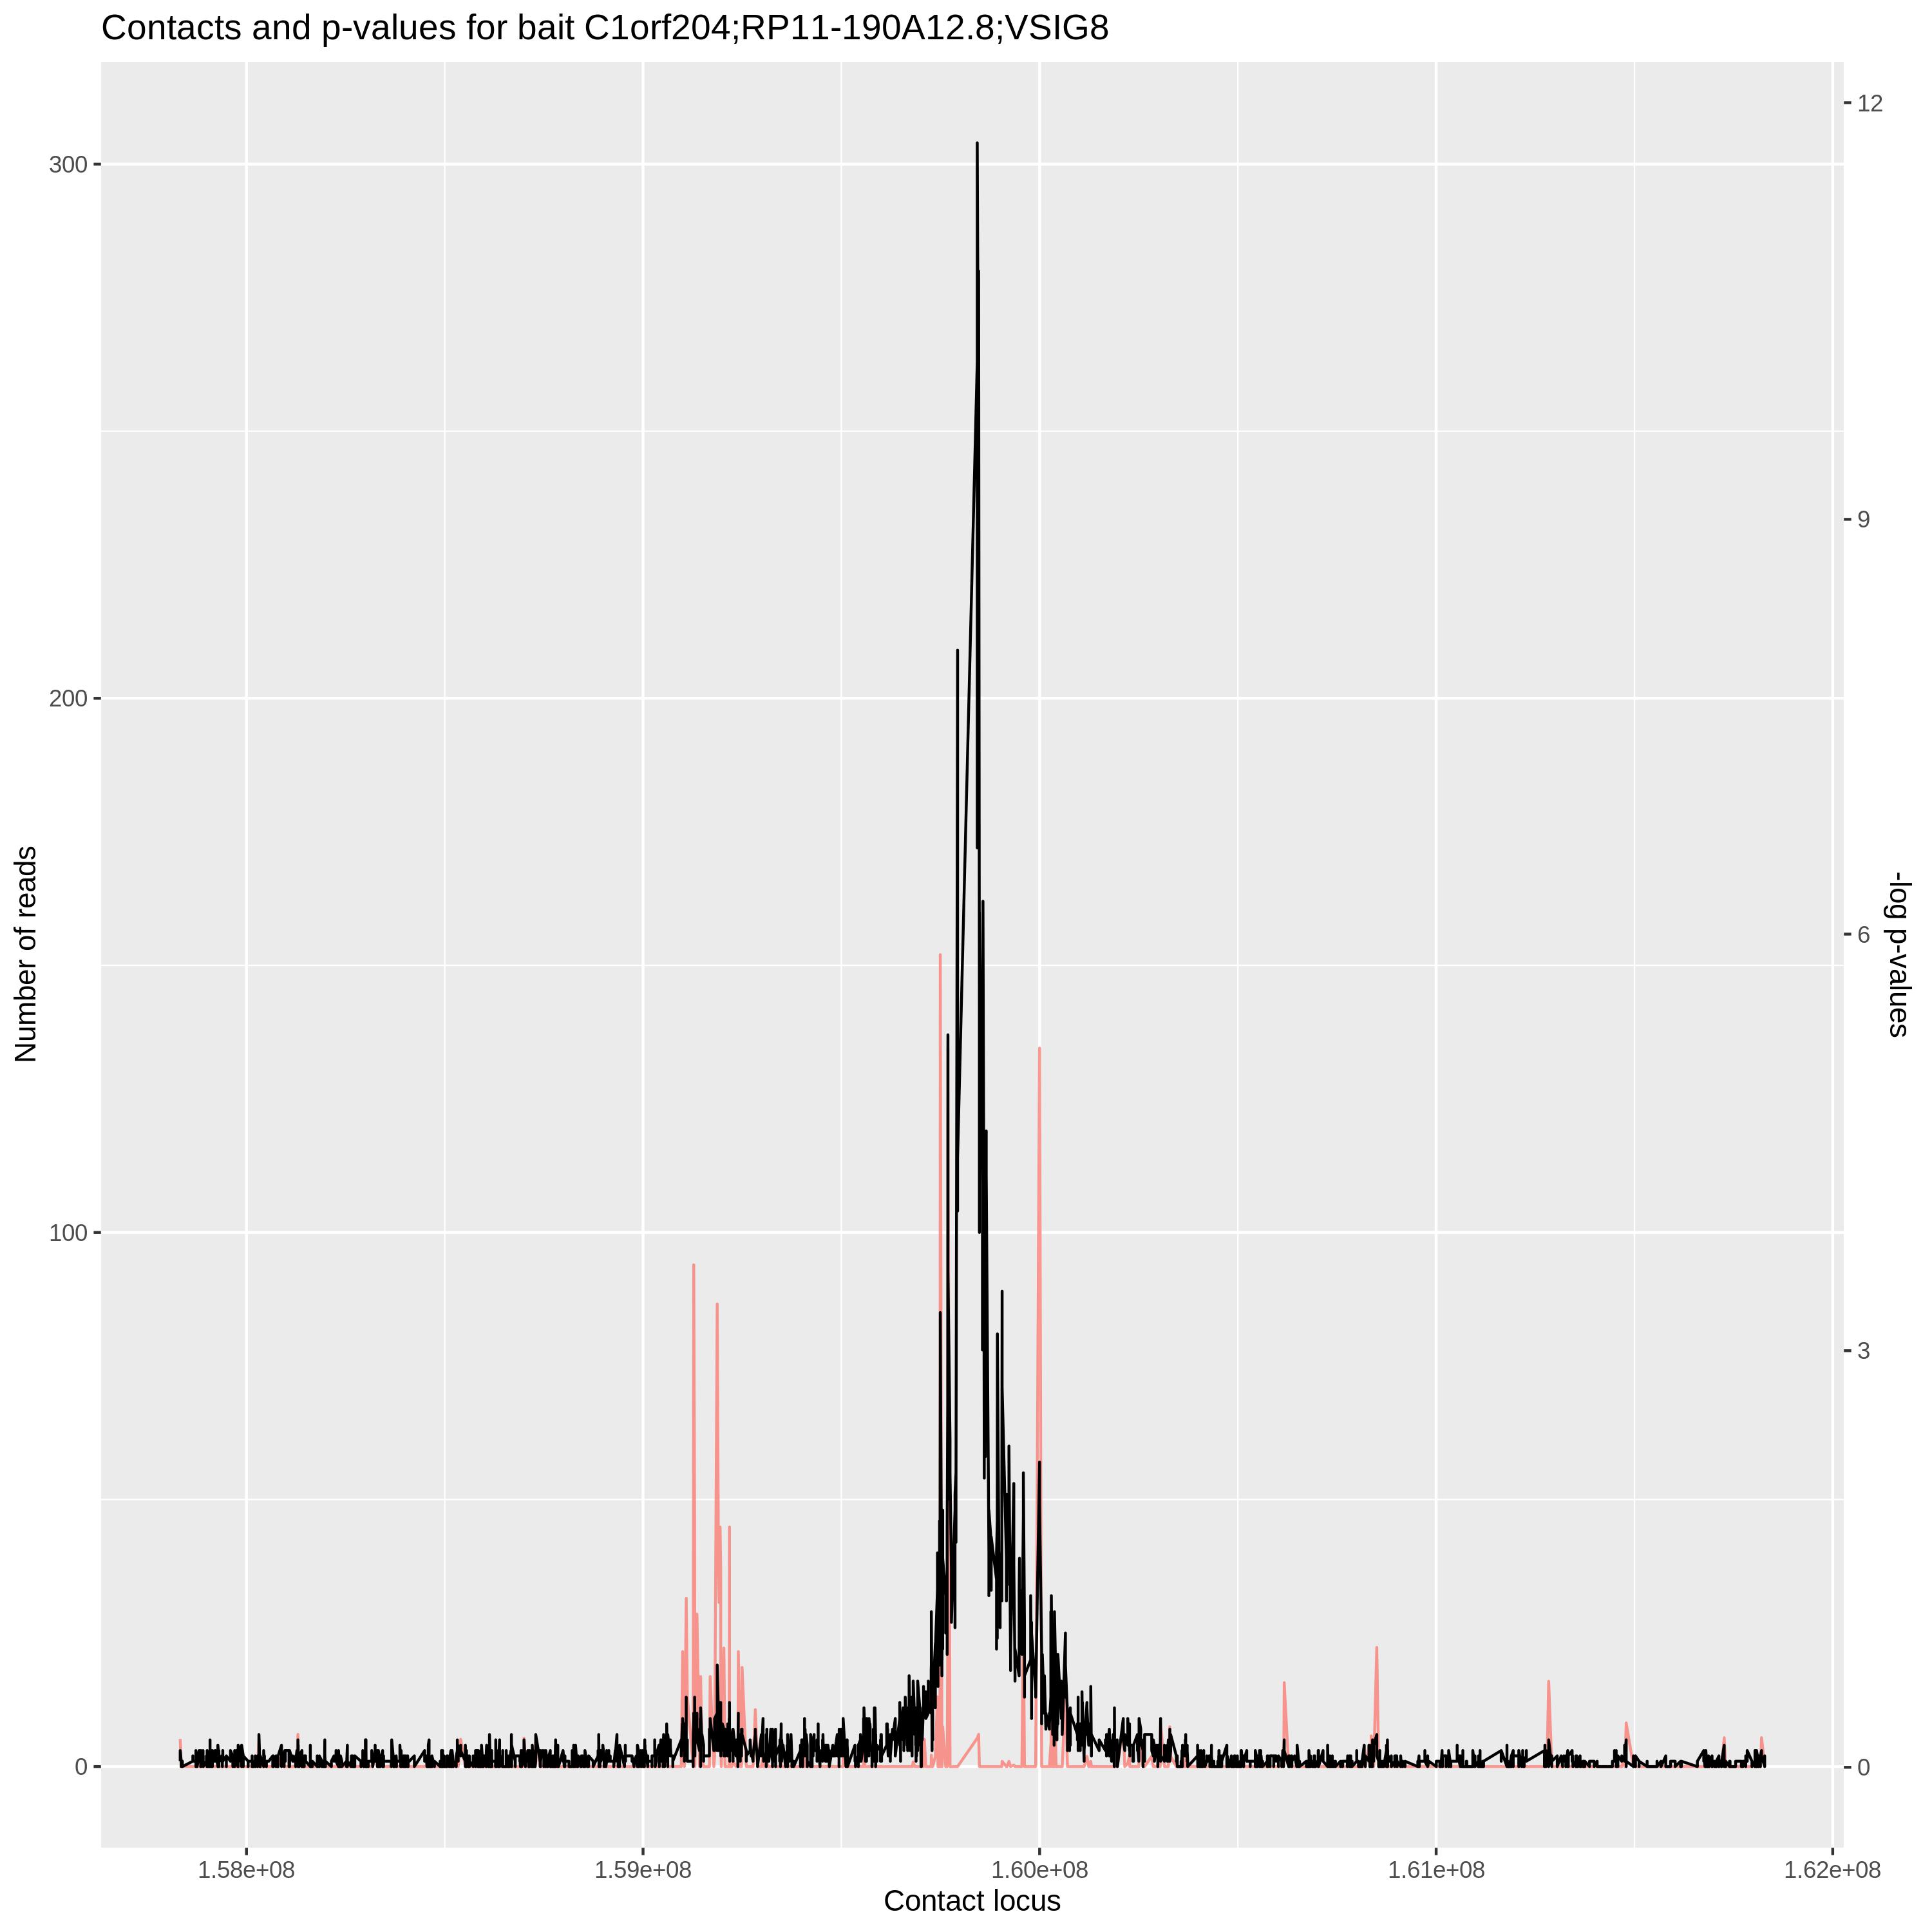 Contacts and p-values for bait C1orf204;RP11-190A12.8;VSIG8
Number of reads
300
200
100
0
12
9
6
3
0
-log p-values
1.58e+08 1.59e+08 1.60e+08 1.61e+08 1.62e+08
Contact locus